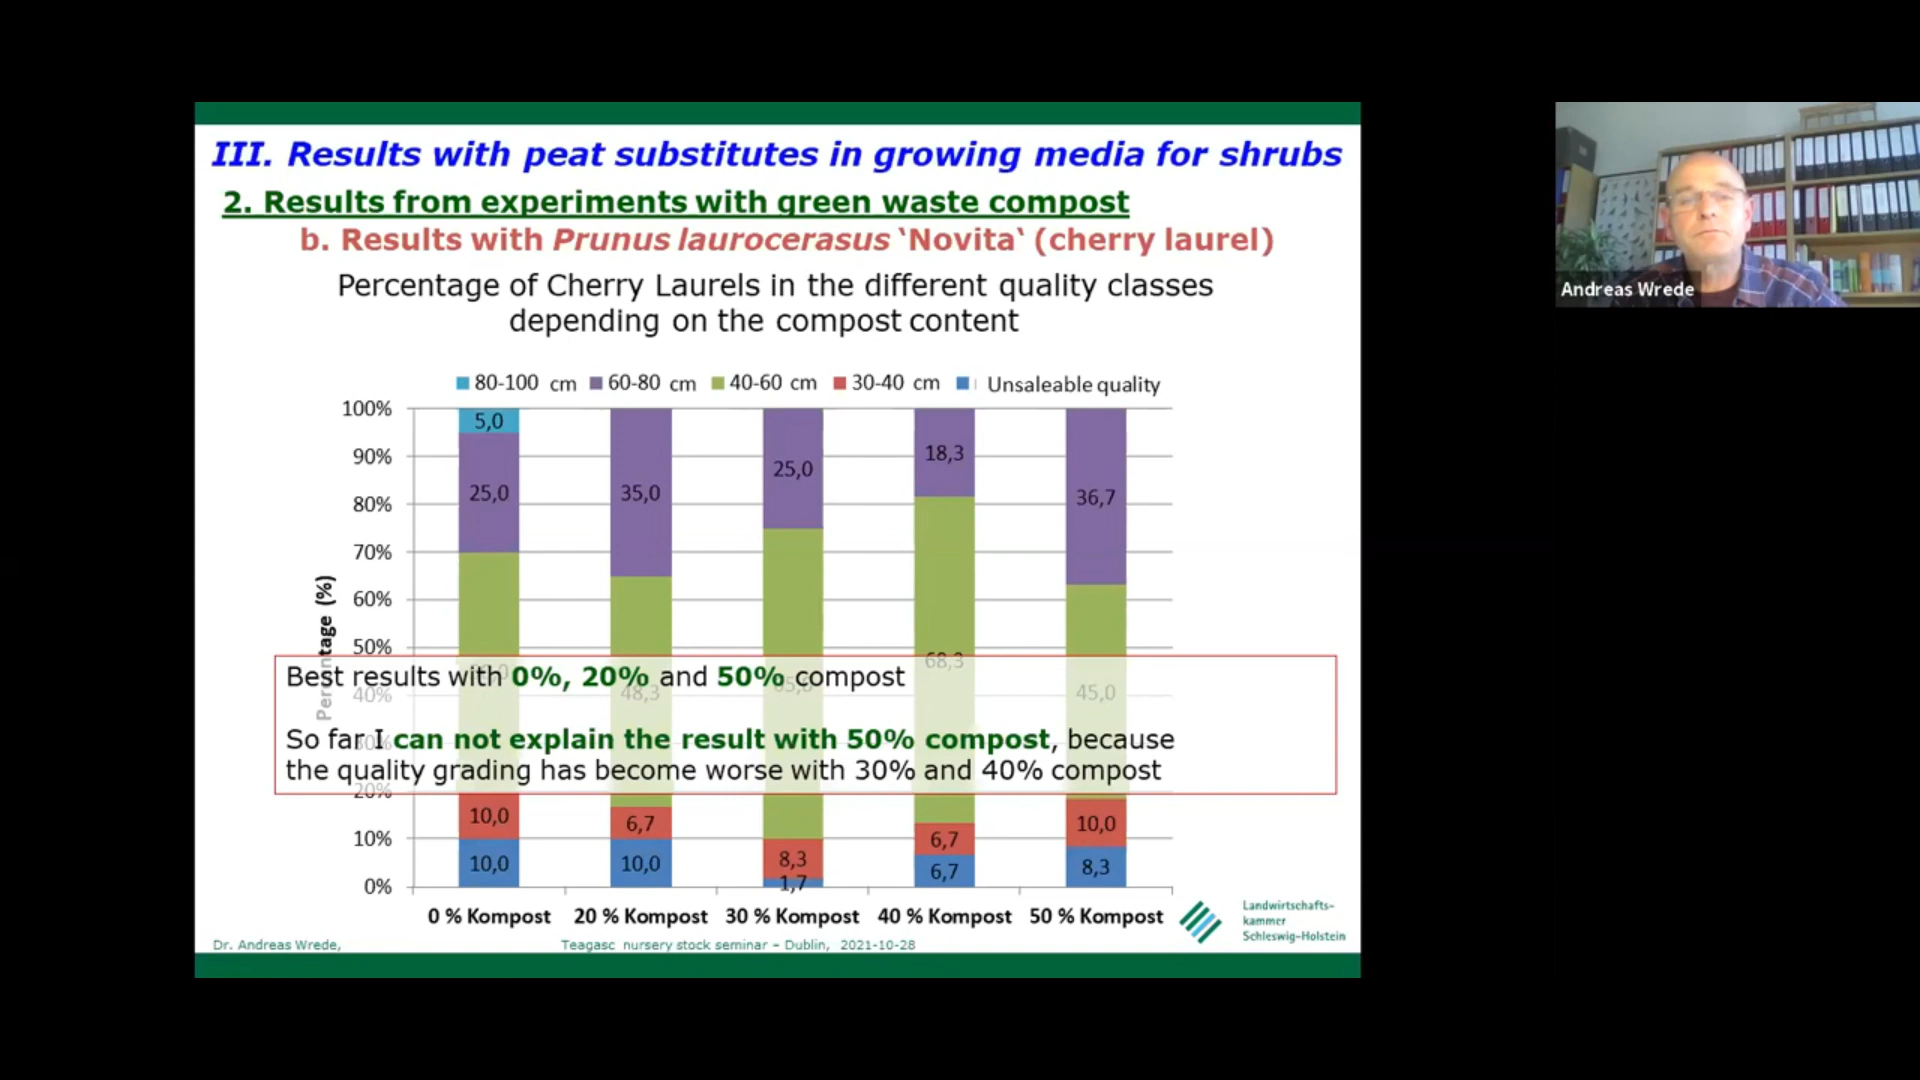 III. Results with peat substitutes in growing media for shrubs
2. Results from experiments with green waste compost
b. Results with Prunus laurocerasus ‛Novita‛ (cherry laurel)
Percentage of Cherry Laurels in the different quality classes
depending on the compost content
80-100 cm 60-80 cm 40-60 cm 30-40 cm Unsaleable quality
Percentage (%)
100%
90%
80%
70%
60%
50%
40%
30%
20%
10%
0%
5,0
25,0
10,0
10,0
35,0
48,3
6,7
10,0
25,0
8,3
1,7
18,3
68,3
6,7
6,7
36,7
45,0
10,0
8,3
Best results with 0%, 20% and 50% compost
So far I can not explain the result with 50% compost, because
the quality grading has become worse with 30% and 40% compost
0 % Kompost 20 % Kompost 30 % Kompost 40 % Kompost 50 % Kompost
Dr. Andreas Wrede, Teagasc nursery stock seminar – Dublin, 2021-10-28
Landwirtschafts-
kammer
Schleswig-Holstein
Andreas Wrede